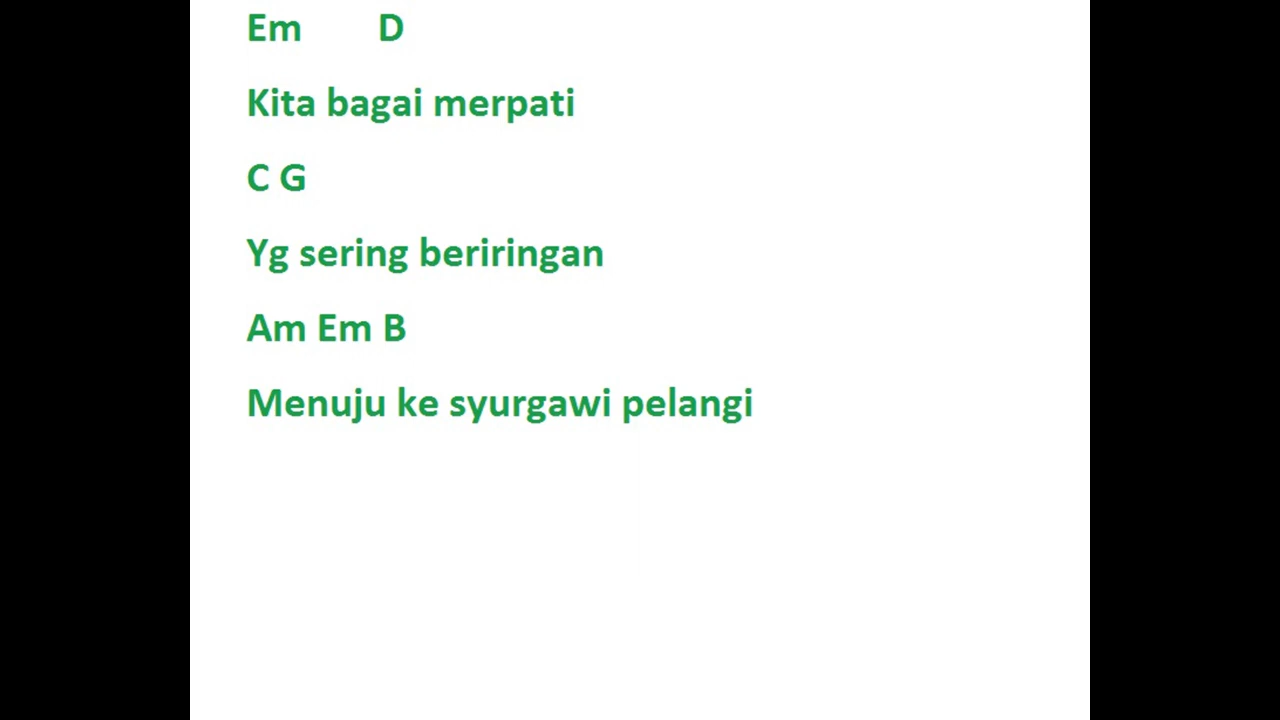 Em D
Kita bagai merpati
C G
Yg sering beriringan
Am Em B
Menuju ke syurgawi pelangi